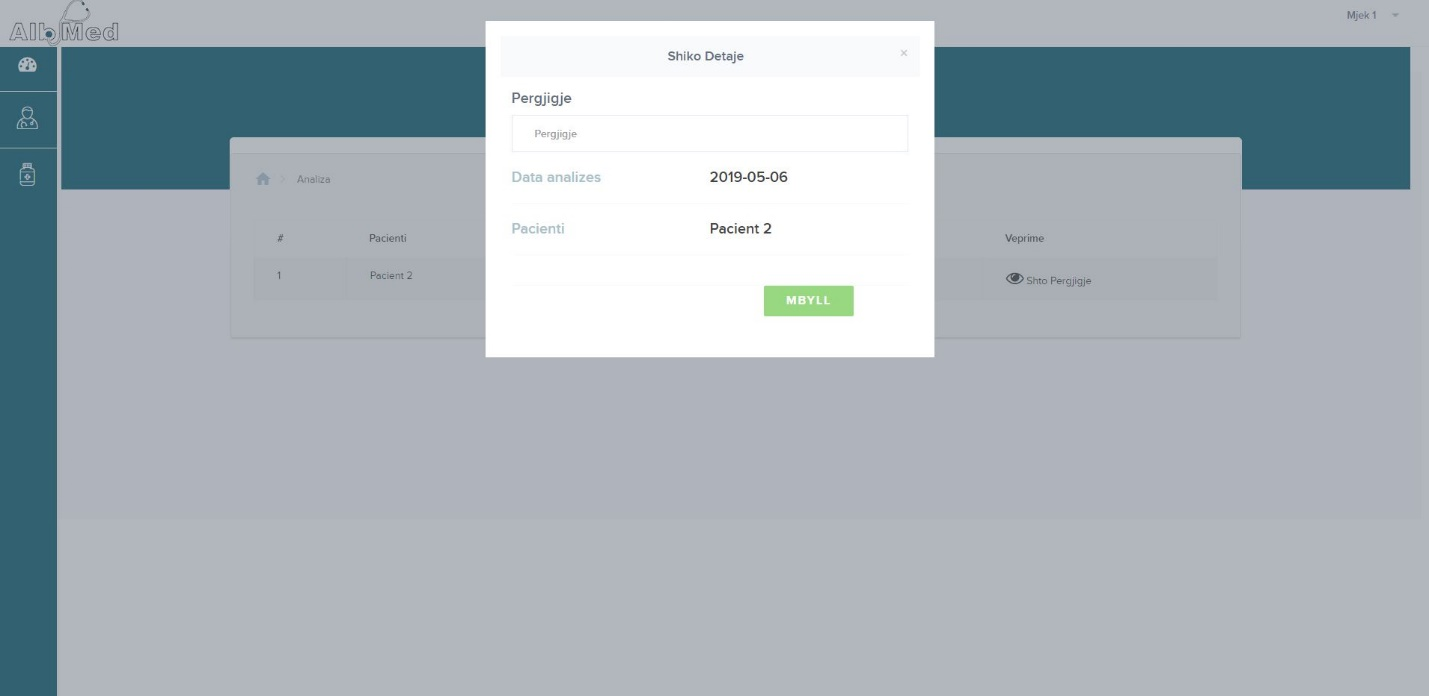 AlbMed
Mjek 1
Shiko Detaje ×
Pergjigje
Pergjigje
Data analizes 2019-05-06
Pacienti Pacient 2
MBYLL
Analiza
# Pacienti Veprime
1 Pacient 2 Shto Pergjigje